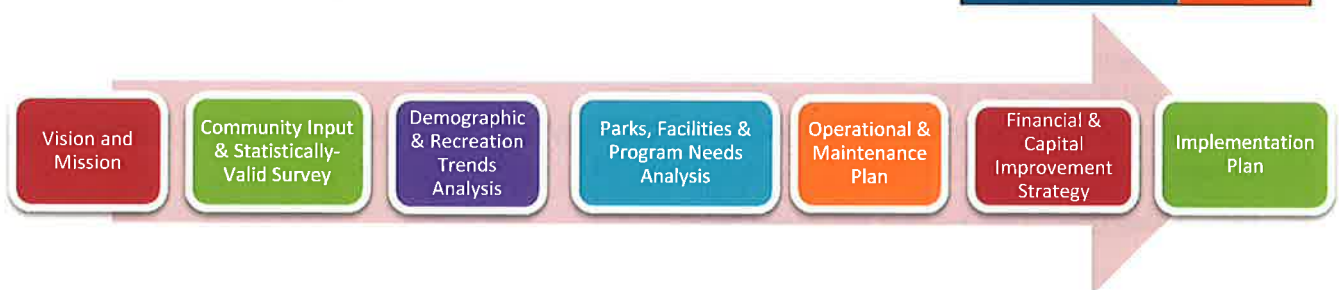 Vision and
Mission
Community Input
& Statistically-
Valid Survey
Demographic
& Recreation
Trends
Analysis
Parks, Facilities &
Program Needs
Analysis
Operational &
Maintenance
Plan
Financial &
Capital
Improvement
Strategy
Implementation
Plan